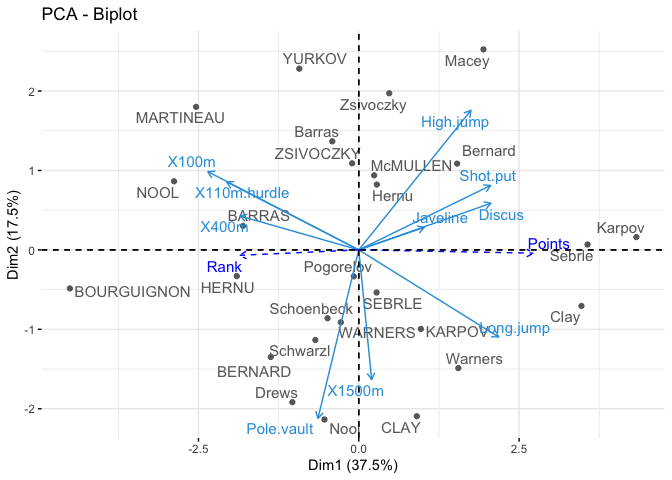 PCA - Biplot
YURKOV
Macey
2
Zsivoczky
MARTINEAU
High.jump
Barras
ZSIVOCZKY
Bernard
X100m
McMULLEN
1
Shot.put
NOOL
X110m.hurdle
Hernu
BARRAS
Javeline
Discus
X400m
Karpov
Points
0
Sebrle
Rank
Pogorelov
HERNU
BOURGUIGNON
SEBRLE
Schoenbeck
Clay
Long.jump
-1
WARNERS
KARPOV
Schwarzl
Warners
BERNARD
X1500m
Drews
-2
Pole.vault
Nool
CLAY
-2.5
0.0
2.5
Dim1 (37.5%)
Dim2 (17.5%)